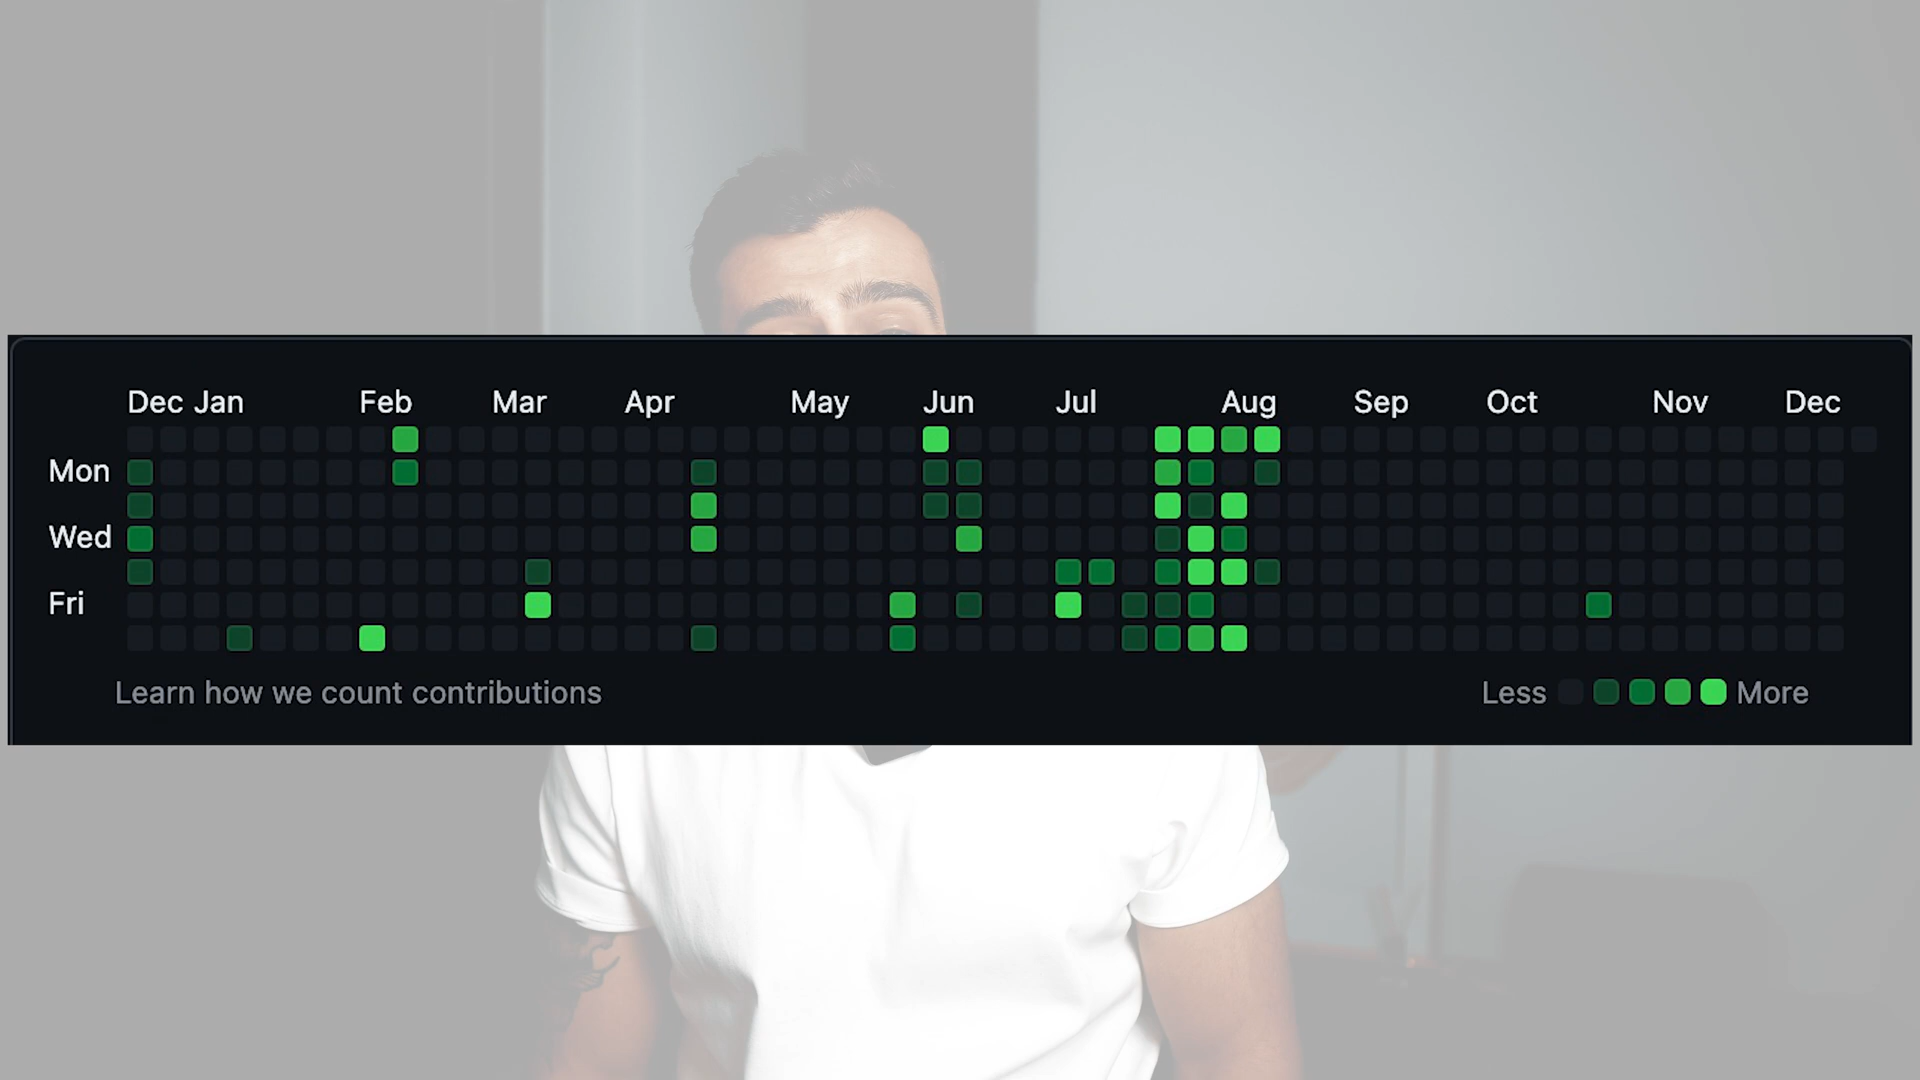 Dec Jan Feb Mar Apr May Jun Jul Aug Sep Oct Nov Dec
Mon
Wed
Fri
Learn how we count contributions
Less More